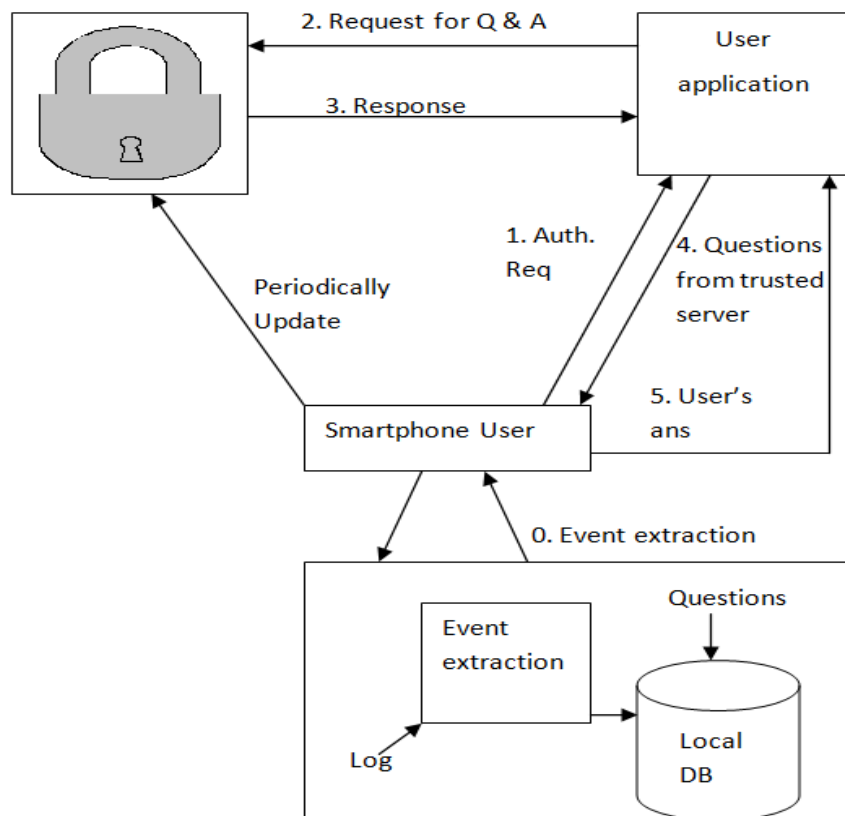 2. Request for Q & A
User
application
3. Response
1. Auth.
Req
4. Questions
from trusted
server
Periodically
Update
5. User's
ans
Smartphone User
0. Event extraction
Questions
Event
extraction
Log
Local
DB